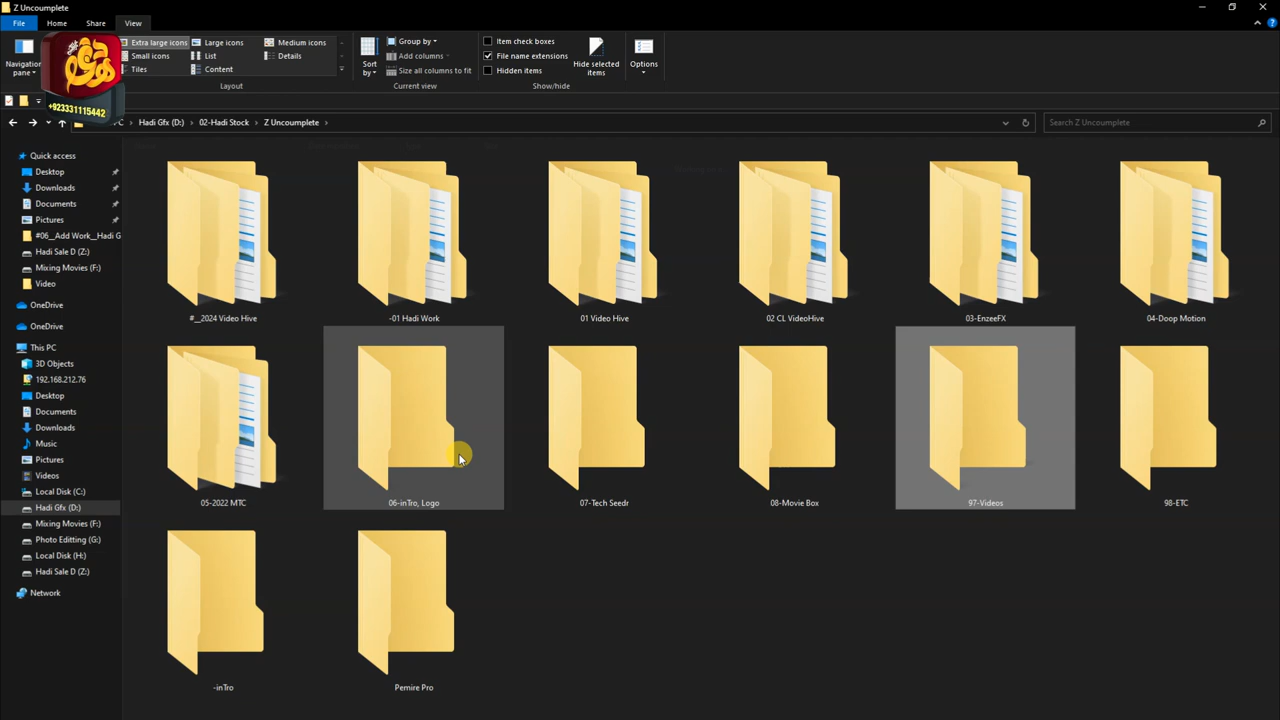 Z Uncomplete
File
Home
Share
View
Navigation
pane
Extra large icons
Large icons
Medium icons
Small icons
List
Details
Tiles
Content
Layout
Sort
by
Group by
Add columns
Size all columns to fit
Current view
Item check boxes
File name extensions
Hidden items
Hide selected
items
Show/hide
Options
+923331115442
Hadi Gfx (D:)
02-Hadi Stock
Z Uncomplete
Search Z Uncomplete
Quick access
Desktop
Downloads
Documents
Pictures
#06__Add Work__Hadi G
Hadi Sale D (Z:)
Mixing Movies (F:)
Video
OneDrive
OneDrive
This PC
3D Objects
192.168.212.76
Desktop
Documents
Downloads
Music
Pictures
Videos
Local Disk (C:)
Hadi Gfx (D:)
Mixing Movies (F:)
Photo Editting (G:)
Local Disk (H:)
Hadi Sale D (Z:)
Network
#__2024 Video Hive
-01 Hadi Work
01 Video Hive
02 CL VideoHive
03-EnzeeFX
04-Doop Motion
05-2022 MTC
06-inTro, Logo
07-Tech Seedr
08-Movie Box
97-Videos
98-ETC
-inTro
Pemire Pro